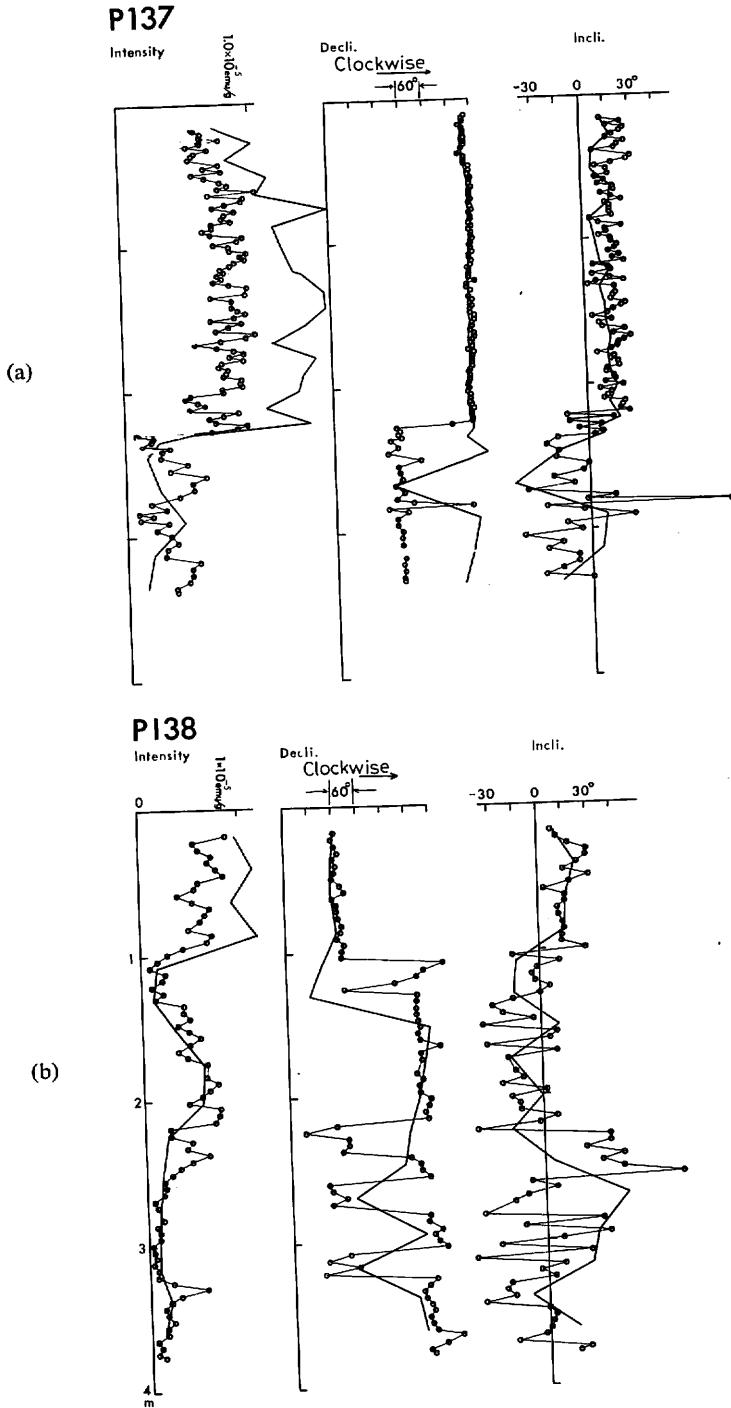 P137
Intensity
1.0×10⁻⁵emu/g
Decli.
Clockwise
60°
Incli.
-30 0 30°
(a)
P138
Intensity
0
1×10⁻⁵emu/g
Decli.
Clockwise
60°
Incli.
-30 0 30°
1
(b)
2
3
4
m